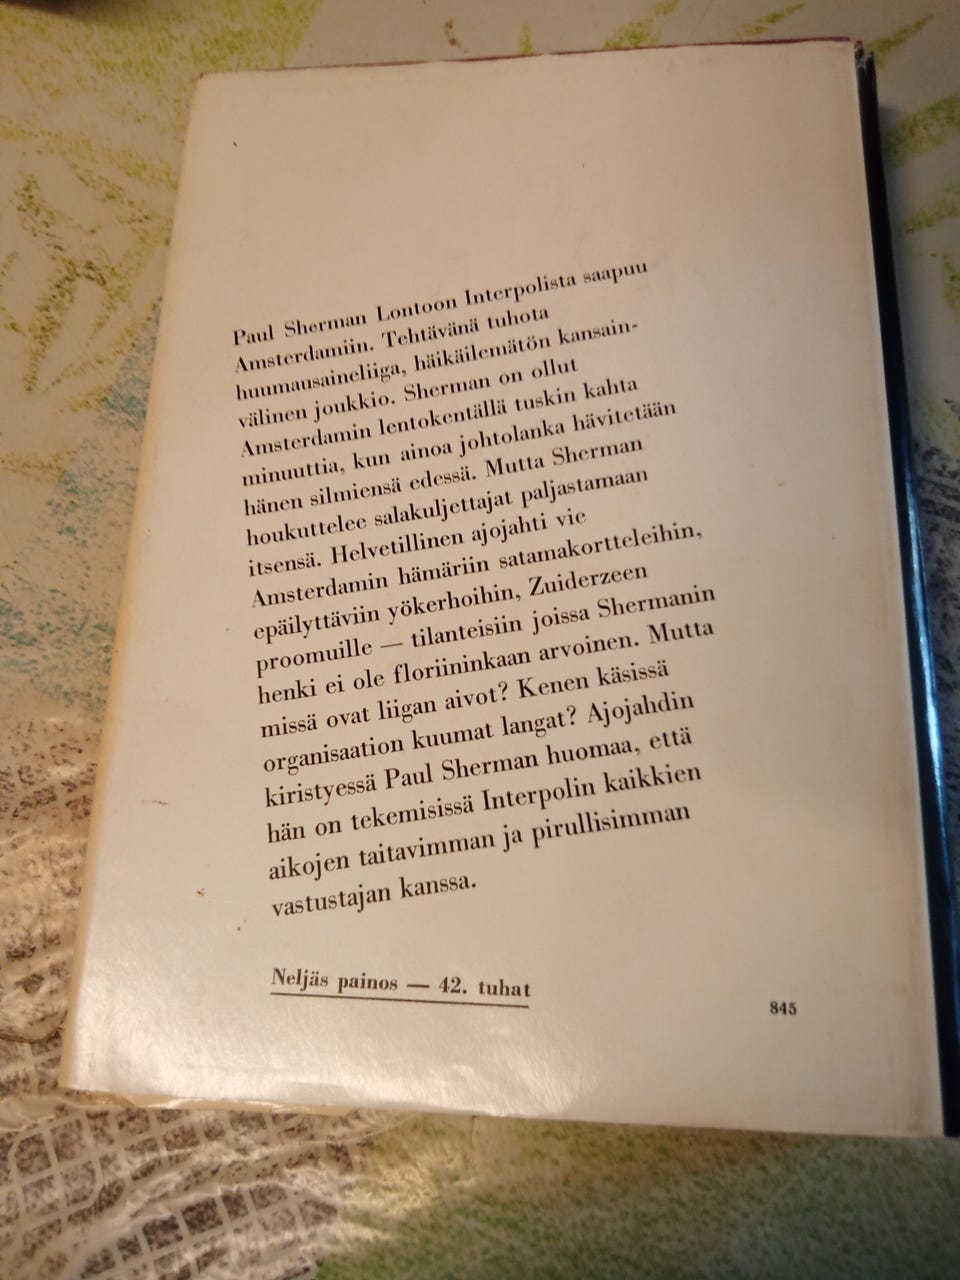 Paul Sherman Lontoon Interpolista saapuu
Amsterdamiin. Tehtävänä tuhota
huumausaineliiga, häikäilemätön kansain-
välinen joukkio. Sherman on ollut
Amsterdamin lentokentällä tuskin kahta
minuuttia, kun ainoa johtolanka hävitetään
hänen silmiensä edessä. Mutta Sherman
houkuttelee salakuljettajat paljastamaan
itsensä. Helvetillinen ajojahti vie
Amsterdamin hämäriin satamakortteleihin,
epäilyttäviin yökerhoihin, Zuiderzeen
proomuille — tilanteisiin joissa Shermanin
henki ei ole floriininkaan arvoinen. Mutta
missä ovat liigan aivot? Kenen käsissä
organisaation kuumat langat? Ajojahdin
kiristyessä Paul Sherman huomaa, että
hän on tekemisissä Interpolin kaikkien
aikojen taitavimman ja pirullisimman
vastustajan kanssa.
Neljäs painos — 42. tuhat
845